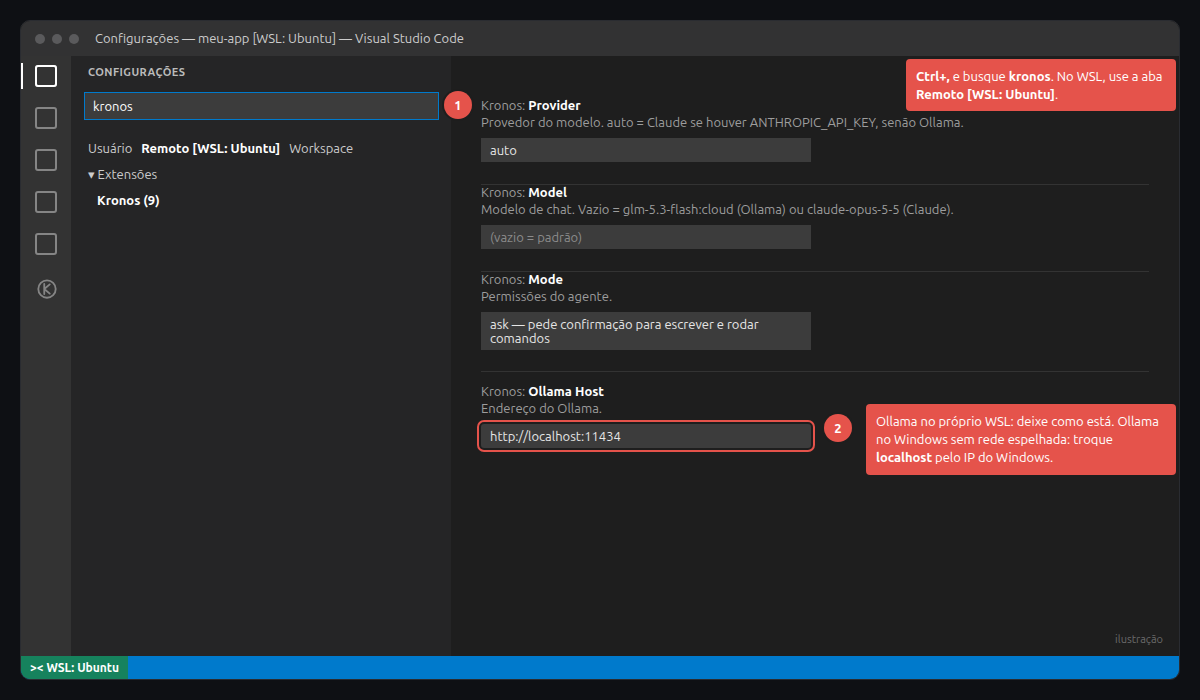 Configurações — meu-app [WSL: Ubuntu] — Visual Studio Code
CONFIGURAÇÕES
kronos
1
Usuário Remoto [WSL: Ubuntu] Workspace
▾ Extensões
Kronos (9)
Ctrl+, e busque kronos. No WSL, use a aba
Remoto [WSL: Ubuntu].
Kronos: Provider
Provedor do modelo. auto = Claude se houver ANTHROPIC_API_KEY, senão Ollama.
auto
Kronos: Model
Modelo de chat. Vazio = glm-5.3-flash:cloud (Ollama) ou claude-opus-5-5 (Claude).
(vazio = padrão)
Kronos: Mode
Permissões do agente.
ask — pede confirmação para escrever e rodar
comandos
Kronos: Ollama Host
Endereço do Ollama.
http://localhost:11434
2
Ollama no próprio WSL: deixe como está. Ollama
no Windows sem rede espelhada: troque
localhost pelo IP do Windows.
ilustração
>< WSL: Ubuntu